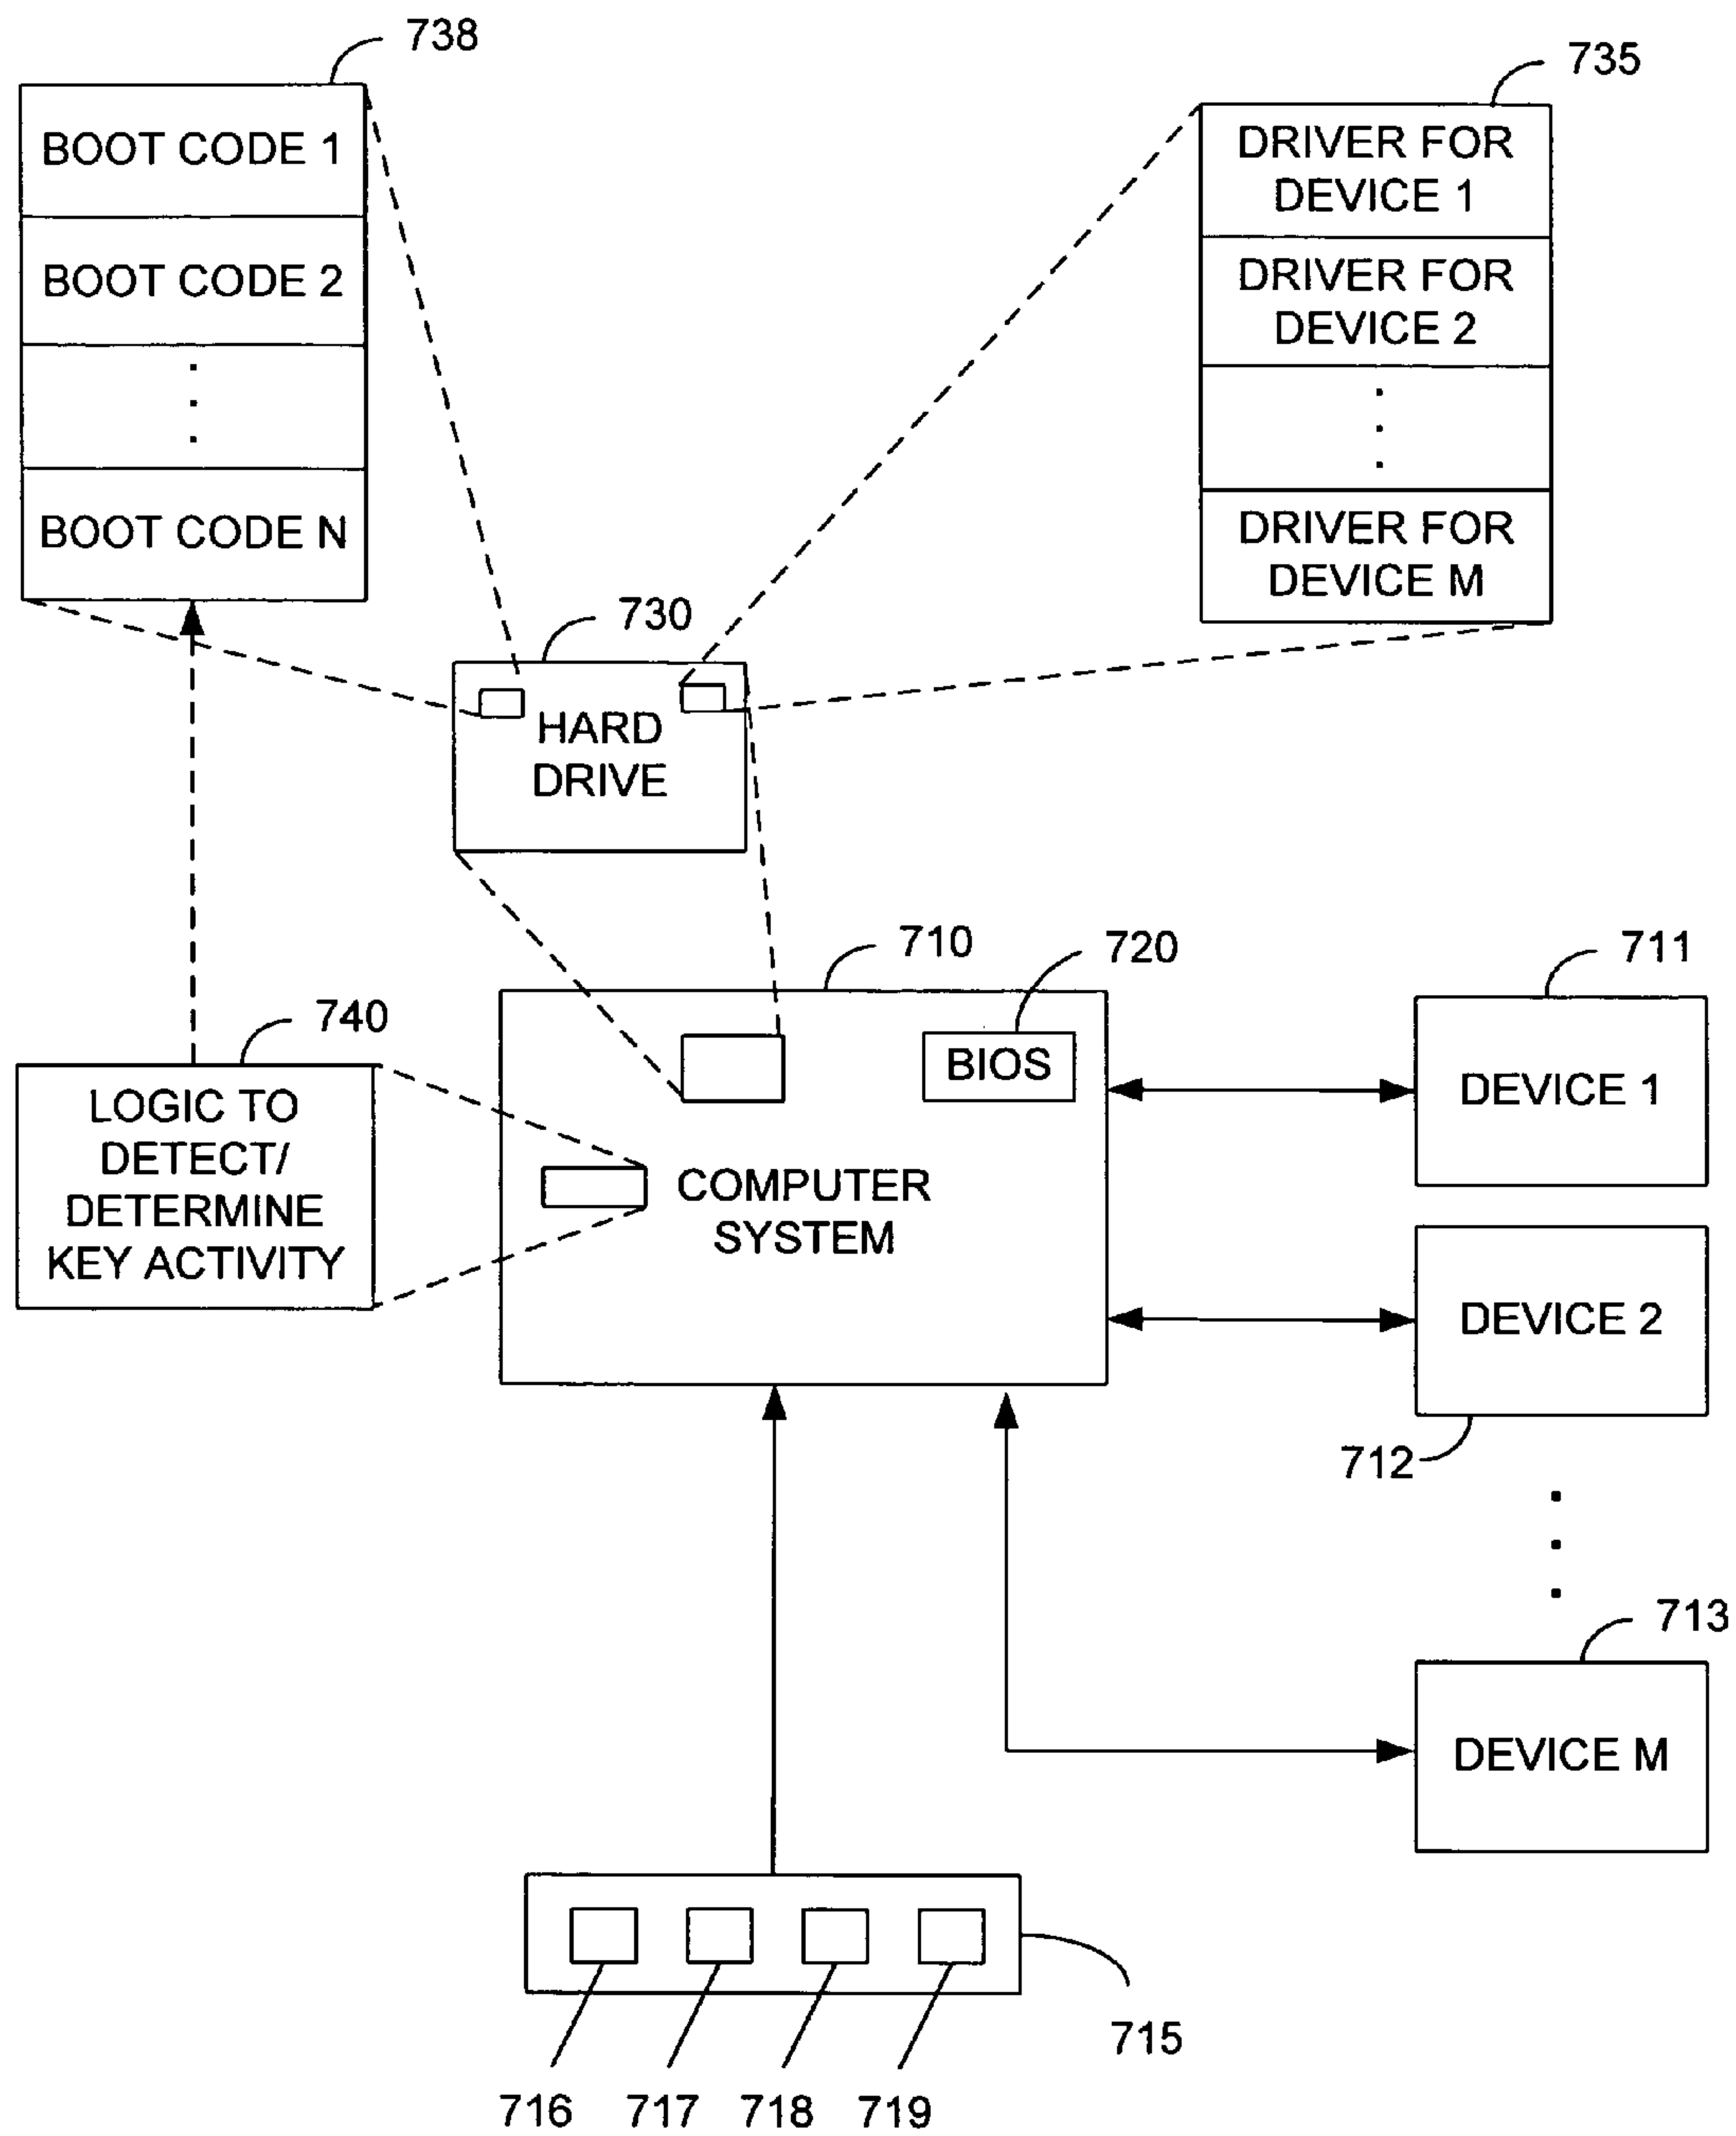 738
735
BOOT CODE 1
BOOT CODE 2
.
.
.
BOOT CODE N
DRIVER FOR
DEVICE 1
DRIVER FOR
DEVICE 2
.
.
.
DRIVER FOR
DEVICE M
730
HARD
DRIVE
710
720
711
740
BIOS
DEVICE 1
LOGIC TO
DETECT/
DETERMINE
KEY ACTIVITY
COMPUTER
SYSTEM
DEVICE 2
712
.
.
.
713
DEVICE M
715
716
717
718
719